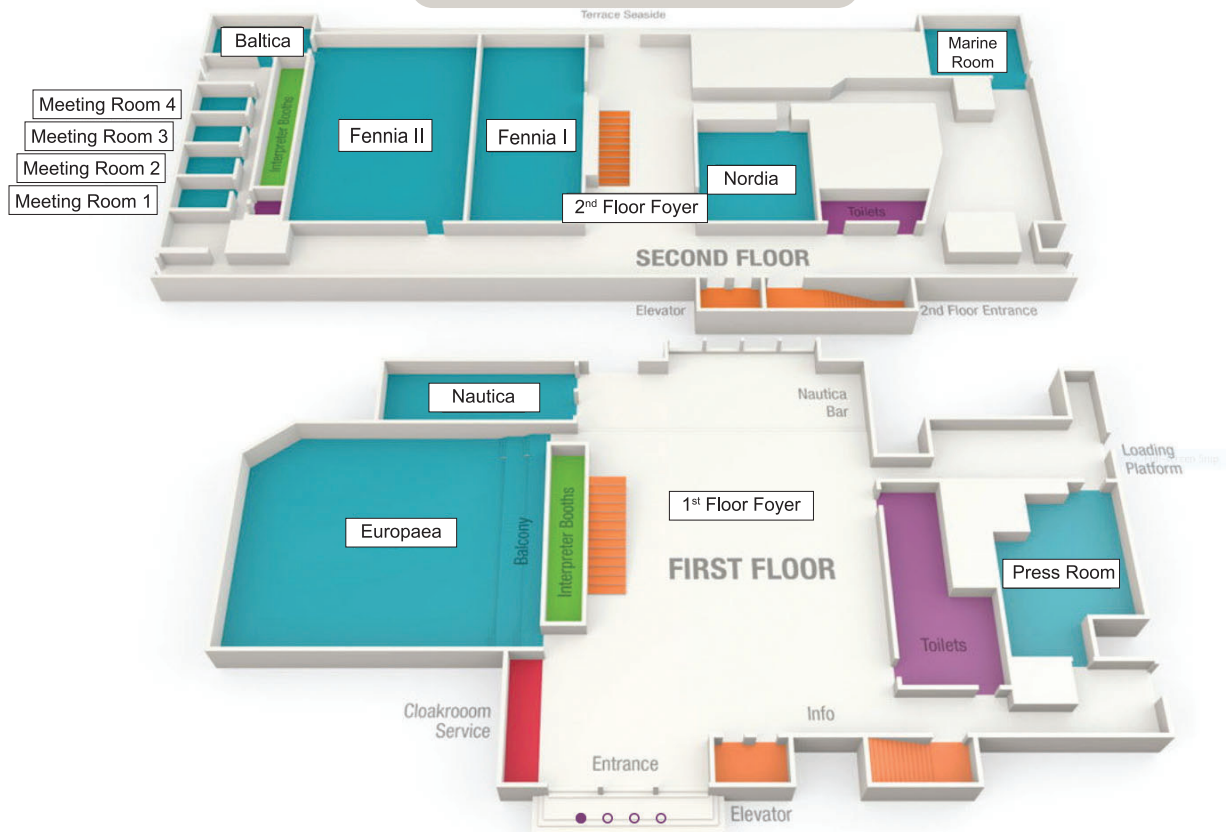 Terrace Seaside
Baltica
Marine
Room
Meeting Room 4
Meeting Room 3
Meeting Room 2
Meeting Room 1
Interpreter Booths
Fennia II
Fennia I
Nordia
2nd Floor Foyer
Toilets
SECOND FLOOR
Elevator
2nd Floor Entrance
Nautica
Nautica
Bar
Loading
Platform
Europaea
Balcony
Interpreter Booths
1st Floor Foyer
FIRST FLOOR
Press Room
Toilets
Cloakrooom
Service
Info
Entrance
Elevator